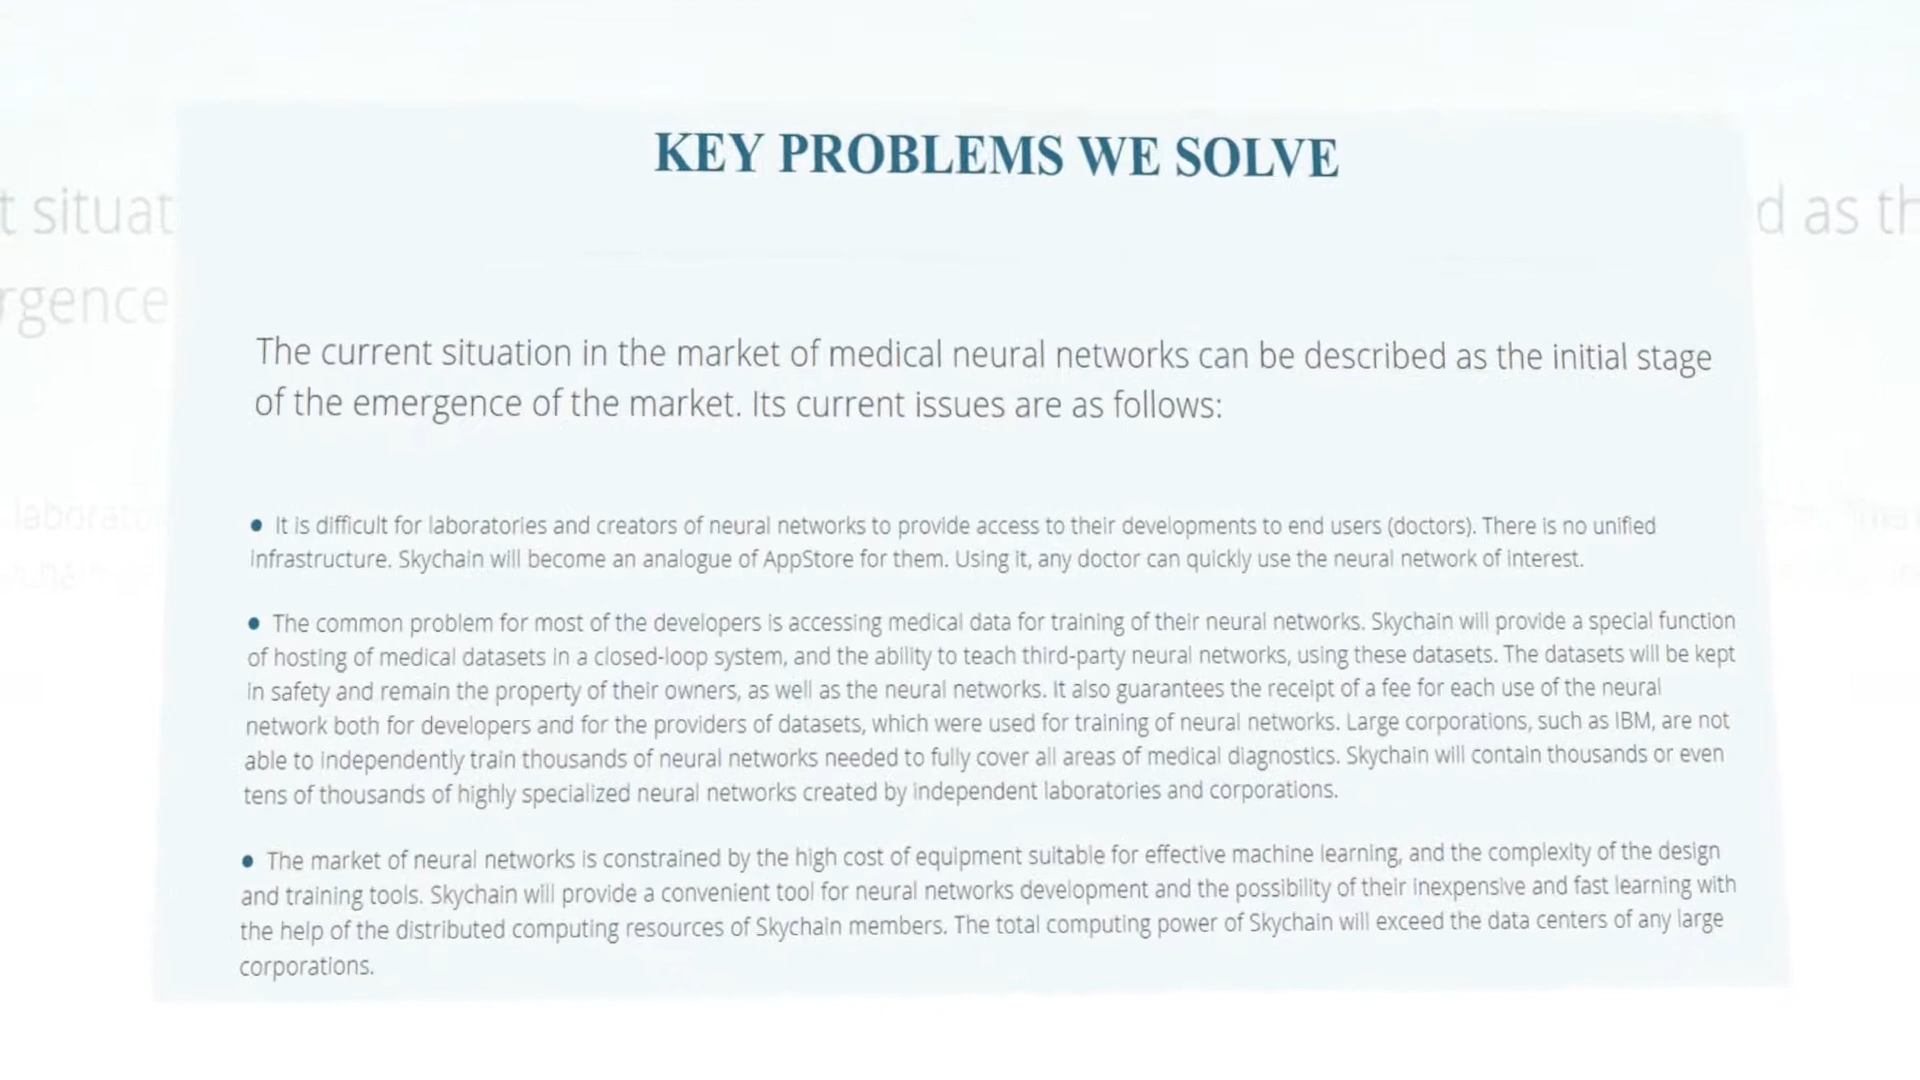 KEY PROBLEMS WE SOLVE
t situat
d as th
rgence
The current situation in the market of medical neural networks can be described as the initial stage
of the emergence of the market. Its current issues are as follows:
laborato
● It is difficult for laboratories and creators of neural networks to provide access to their developments to end users (doctors). There is no unified
infrastructure. Skychain will become an analogue of AppStore for them. Using it, any doctor can quickly use the neural network of interest.
● The common problem for most of the developers is accessing medical data for training of their neural networks. Skychain will provide a special function
of hosting of medical datasets in a closed-loop system, and the ability to teach third-party neural networks, using these datasets. The datasets will be kept
in safety and remain the property of their owners, as well as the neural networks. It also guarantees the receipt of a fee for each use of the neural
network both for developers and for the providers of datasets, which were used for training of neural networks. Large corporations, such as IBM, are not
able to independently train thousands of neural networks needed to fully cover all areas of medical diagnostics. Skychain will contain thousands or even
tens of thousands of highly specialized neural networks created by independent laboratories and corporations.
● The market of neural networks is constrained by the high cost of equipment suitable for effective machine learning, and the complexity of the design
and training tools. Skychain will provide a convenient tool for neural networks development and the possibility of their inexpensive and fast learning with
the help of the distributed computing resources of Skychain members. The total computing power of Skychain will exceed the data centers of any large
corporations.